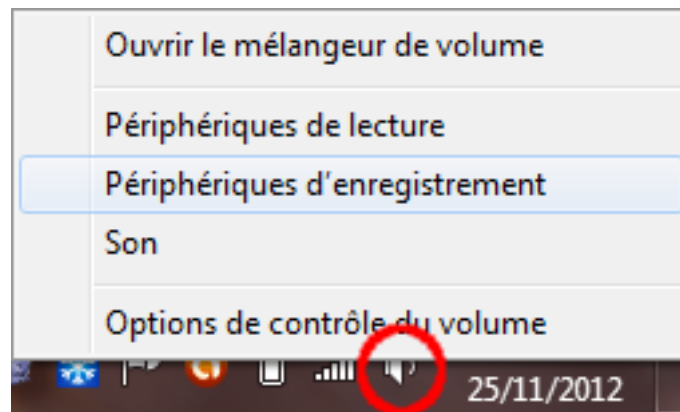 Ouvrir le mélangeur de volume
Périphériques de lecture
Périphériques d'enregistrement
Son
Options de contrôle du volume
25/11/2012